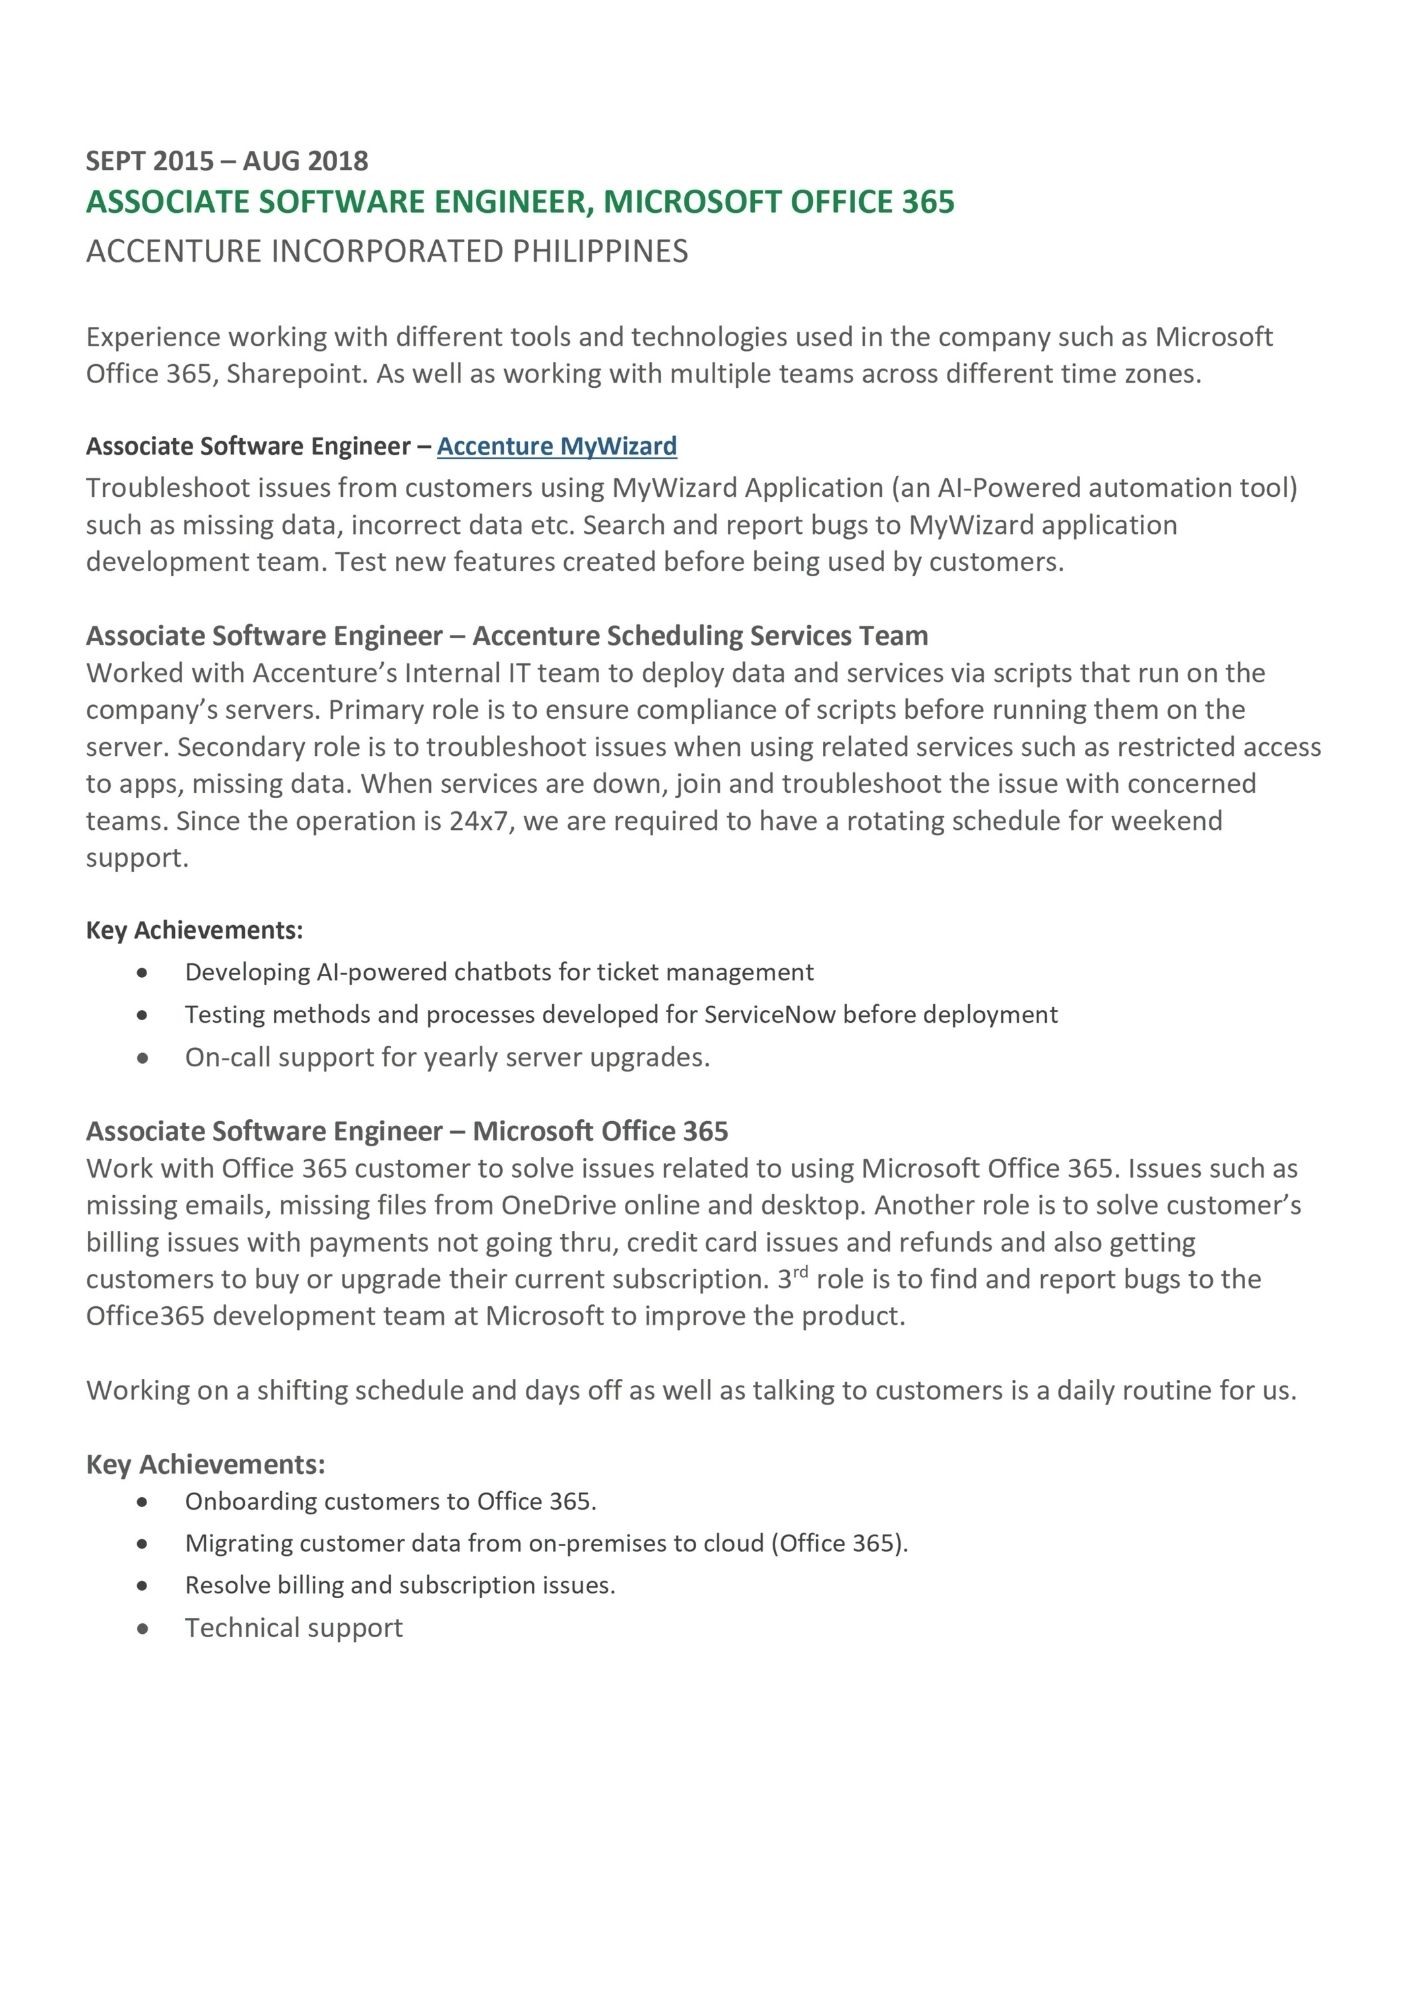 SEPT 2015 – AUG 2018
ASSOCIATE SOFTWARE ENGINEER, MICROSOFT OFFICE 365
ACCENTURE INCORPORATED PHILIPPINES
Experience working with different tools and technologies used in the company such as Microsoft
Office 365, Sharepoint. As well as working with multiple teams across different time zones.
Associate Software Engineer – Accenture MyWizard
Troubleshoot issues from customers using MyWizard Application (an AI-Powered automation tool)
such as missing data, incorrect data etc. Search and report bugs to MyWizard application
development team. Test new features created before being used by customers.
Associate Software Engineer – Accenture Scheduling Services Team
Worked with Accenture’s Internal IT team to deploy data and services via scripts that run on the
company’s servers. Primary role is to ensure compliance of scripts before running them on the
server. Secondary role is to troubleshoot issues when using related services such as restricted access
to apps, missing data. When services are down, join and troubleshoot the issue with concerned
teams. Since the operation is 24x7, we are required to have a rotating schedule for weekend
support.
Key Achievements:
• Developing AI-powered chatbots for ticket management
• Testing methods and processes developed for ServiceNow before deployment
• On-call support for yearly server upgrades.
Associate Software Engineer – Microsoft Office 365
Work with Office 365 customer to solve issues related to using Microsoft Office 365. Issues such as
missing emails, missing files from OneDrive online and desktop. Another role is to solve customer’s
billing issues with payments not going thru, credit card issues and refunds and also getting
customers to buy or upgrade their current subscription. 3rd role is to find and report bugs to the
Office365 development team at Microsoft to improve the product.
Working on a shifting schedule and days off as well as talking to customers is a daily routine for us.
Key Achievements:
• Onboarding customers to Office 365.
• Migrating customer data from on-premises to cloud (Office 365).
• Resolve billing and subscription issues.
• Technical support